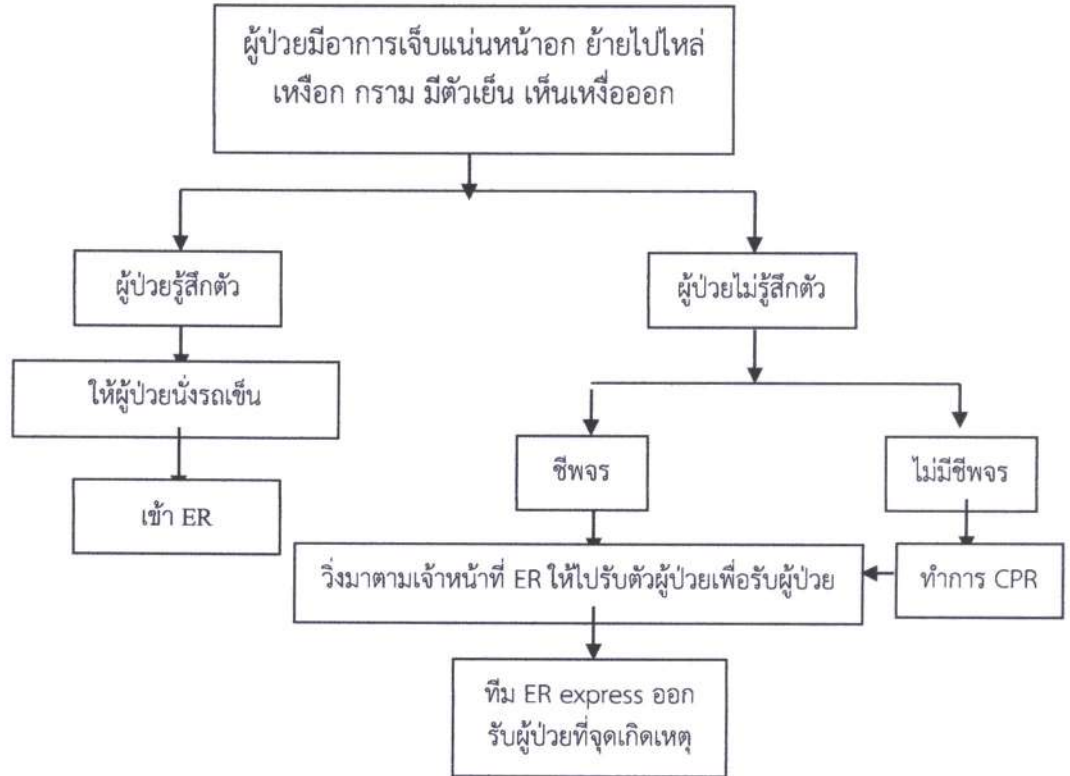 ผู้ป่วยมีอาการเจ็บแน่นหน้าอก ย้ายไปไหล่
เหงือก กราม มีตัวเย็น เห็นเหงื่อออก
ผู้ป่วยรู้สึกตัว
ผู้ป่วยไม่รู้สึกตัว
ให้ผู้ป่วยนั่งรถเข็น
ชีพจร
ไม่มีชีพจร
เข้า ER
วิ่งมาตามเจ้าหน้าที่ ER ให้ไปรับตัวผู้ป่วยเพื่อรับผู้ป่วย
ทำการ CPR
ทีม ER express ออก
รับผู้ป่วยที่จุดเกิดเหตุ